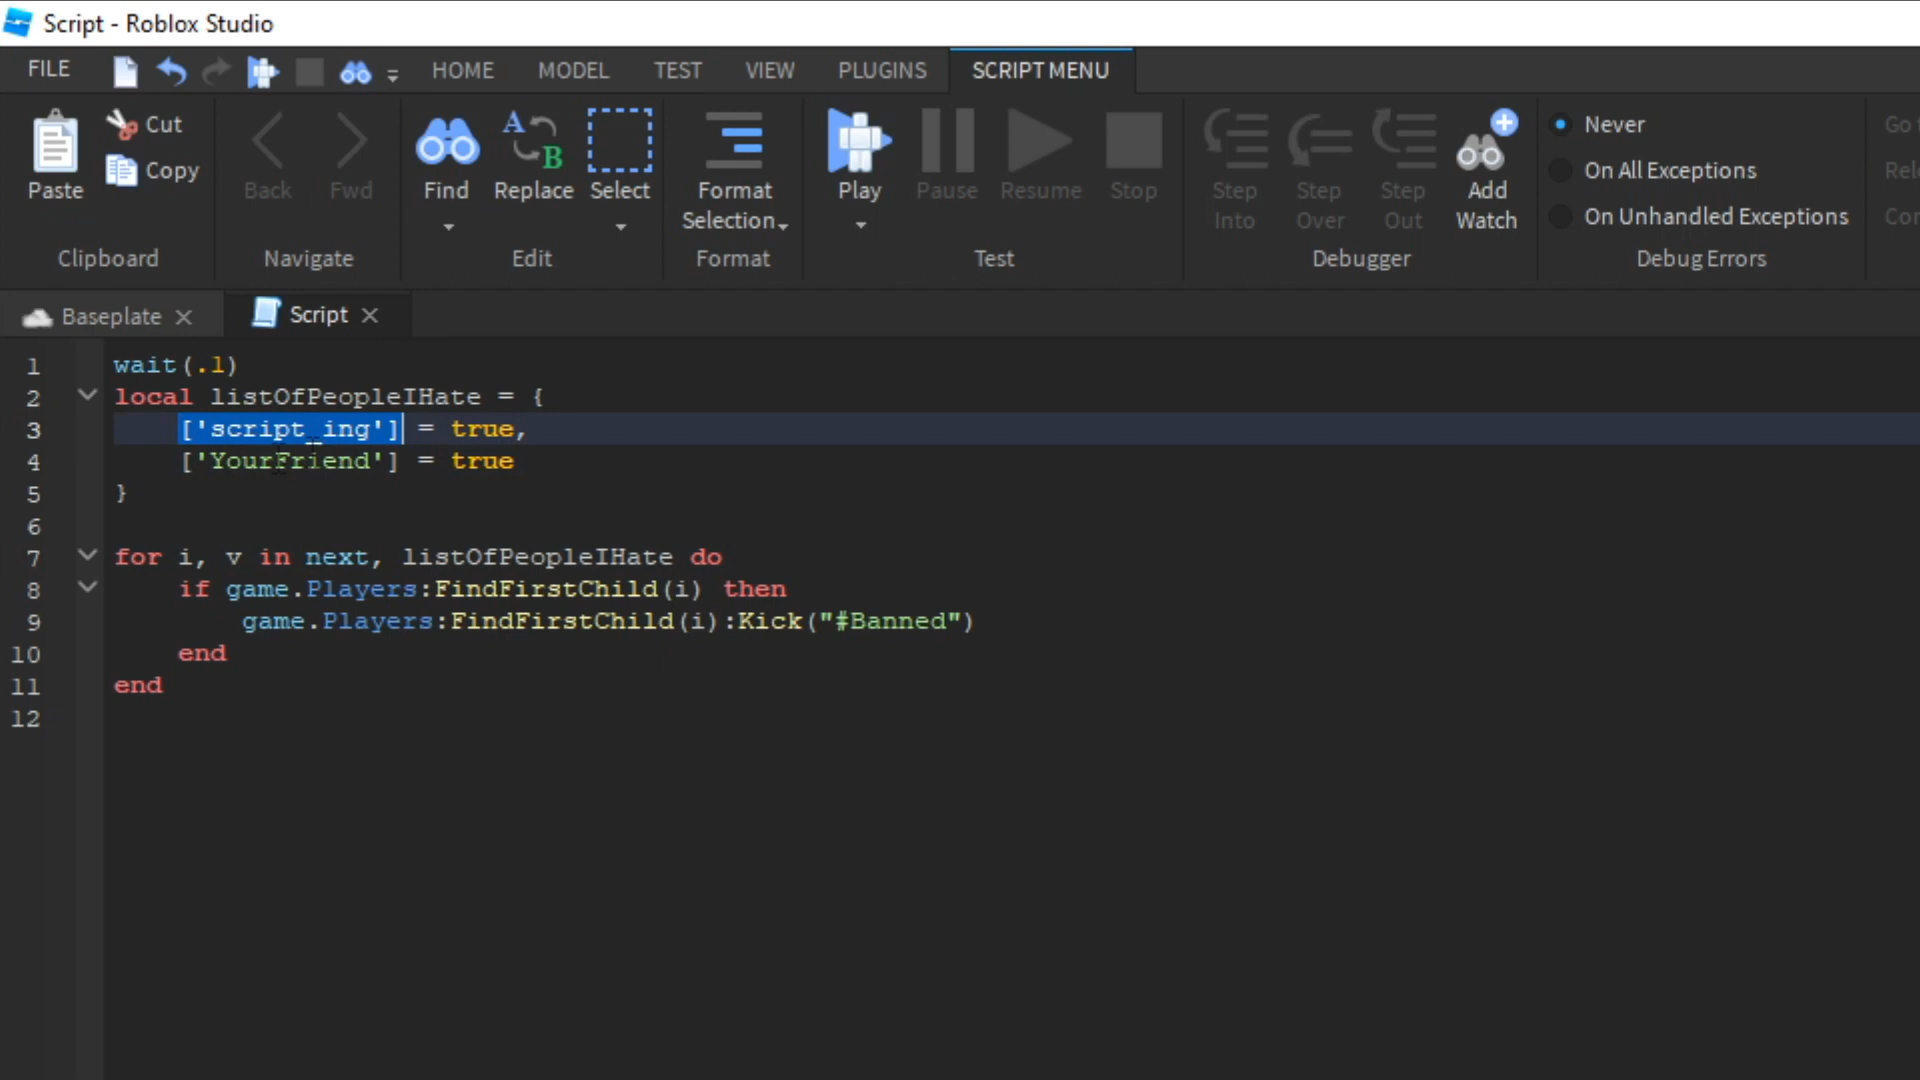 Script - Roblox Studio
FILE HOME MODEL TEST VIEW PLUGINS SCRIPT MENU
Paste
Cut
Copy
Clipboard
Back Fwd
Navigate
Find Replace Select
Edit
Format
Selection
Format
Play Pause Resume Stop
Test
Step
Into
Step
Over
Step
Out
Add
Watch
Debugger
Never
On All Exceptions
On Unhandled Exceptions
Debug Errors
Go
Baseplate Script
1 wait(.1)
2 local listOfPeopleIHate = {
3 ['script_ing'] = true,
4 ['YourFriend'] = true
5 }
6
7 for i, v in next, listOfPeopleIHate do
8 if game.Players:FindFirstChild(i) then
9 game.Players:FindFirstChild(i):Kick("#Banned")
10 end
11 end
12